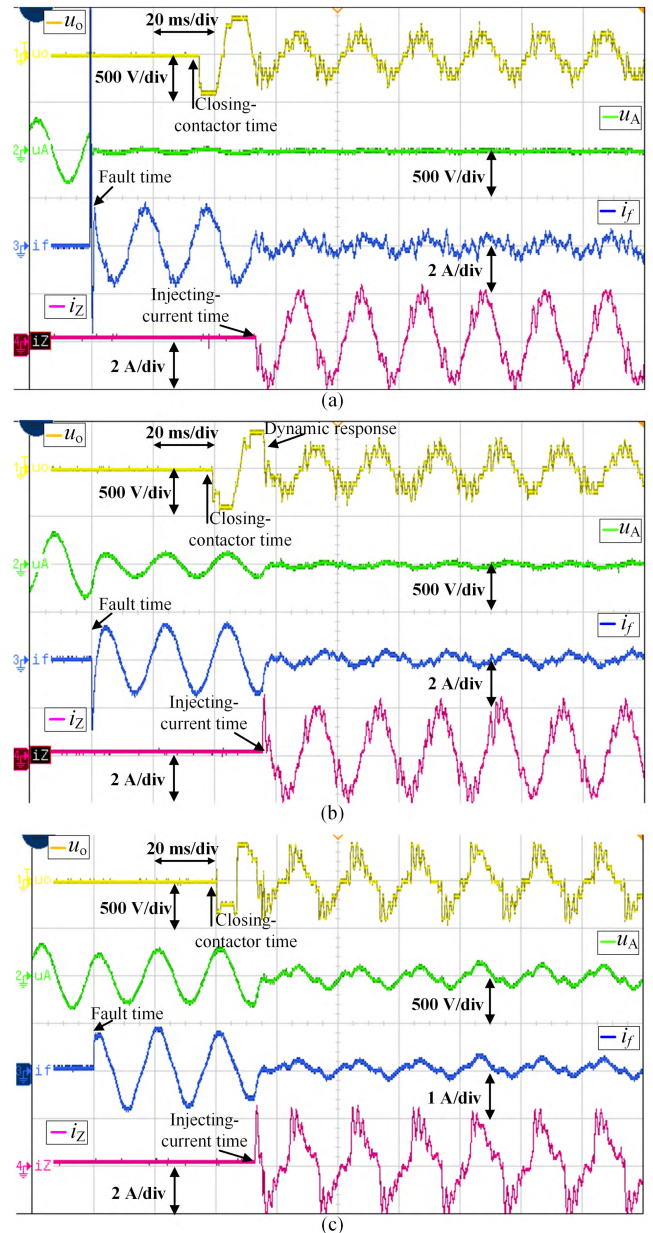 u_o
20 ms/div
1 uo
500 V/div
Closing-
contactor time
u_A
2 uA
500 V/div
Fault time
i_f
3 if
2 A/div
i_Z
Injecting-
current time
iZ
2 A/div
(a)
u_o
20 ms/div
Dynamic response
1 uo
500 V/div
Closing-
contactor time
u_A
2 uA
500 V/div
Fault time
i_f
3 if
2 A/div
i_Z
Injecting-
current time
iZ
2 A/div
(b)
u_o
20 ms/div
1 uo
500 V/div
Closing-
contactor time
u_A
2 uA
500 V/div
Fault time
i_f
3 if
1 A/div
i_Z
Injecting-
current time
4 iZ
2 A/div
(c)